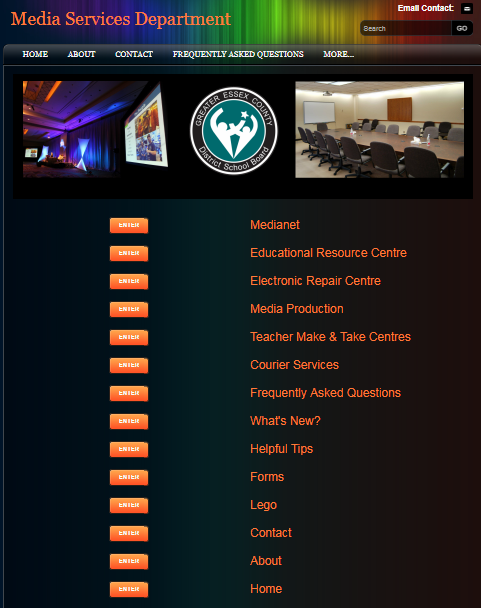 Media Services Department
Email Contact:
Search
GO
HOME
ABOUT
CONTACT
FREQUENTLY ASKED QUESTIONS
MORE...
GREATER ESSEX COUNTY
District School Board
ENTER Medianet
ENTER Educational Resource Centre
ENTER Electronic Repair Centre
ENTER Media Production
ENTER Teacher Make & Take Centres
ENTER Courier Services
ENTER Frequently Asked Questions
ENTER What's New?
ENTER Helpful Tips
ENTER Forms
ENTER Lego
ENTER Contact
ENTER About
ENTER Home